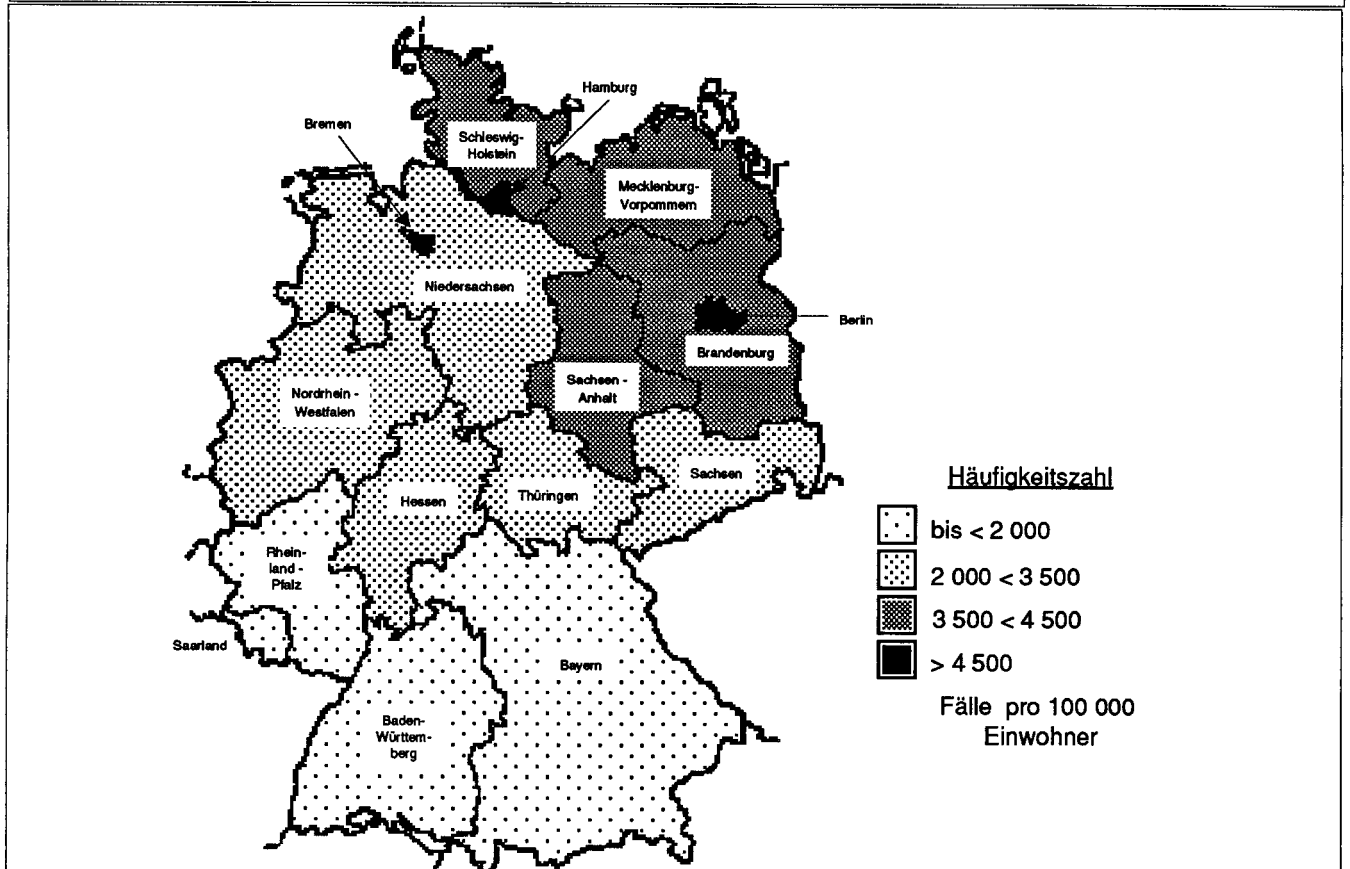 Hamburg
Bremen
Schleswig-
Holstein
Mecklenburg-
Vorpommern
Niedersachsen
Berlin
Brandenburg
Nordrhein -
Westfalen
Sachsen -
Anhalt
Sachsen
Hessen
Thüringen
Rhein-
land -
Pfalz
Saarland
Bayern
Baden-
Württem-
berg
Häufigkeitszahl
bis < 2 000
2 000 < 3 500
3 500 < 4 500
> 4 500
Fälle pro 100 000
Einwohner